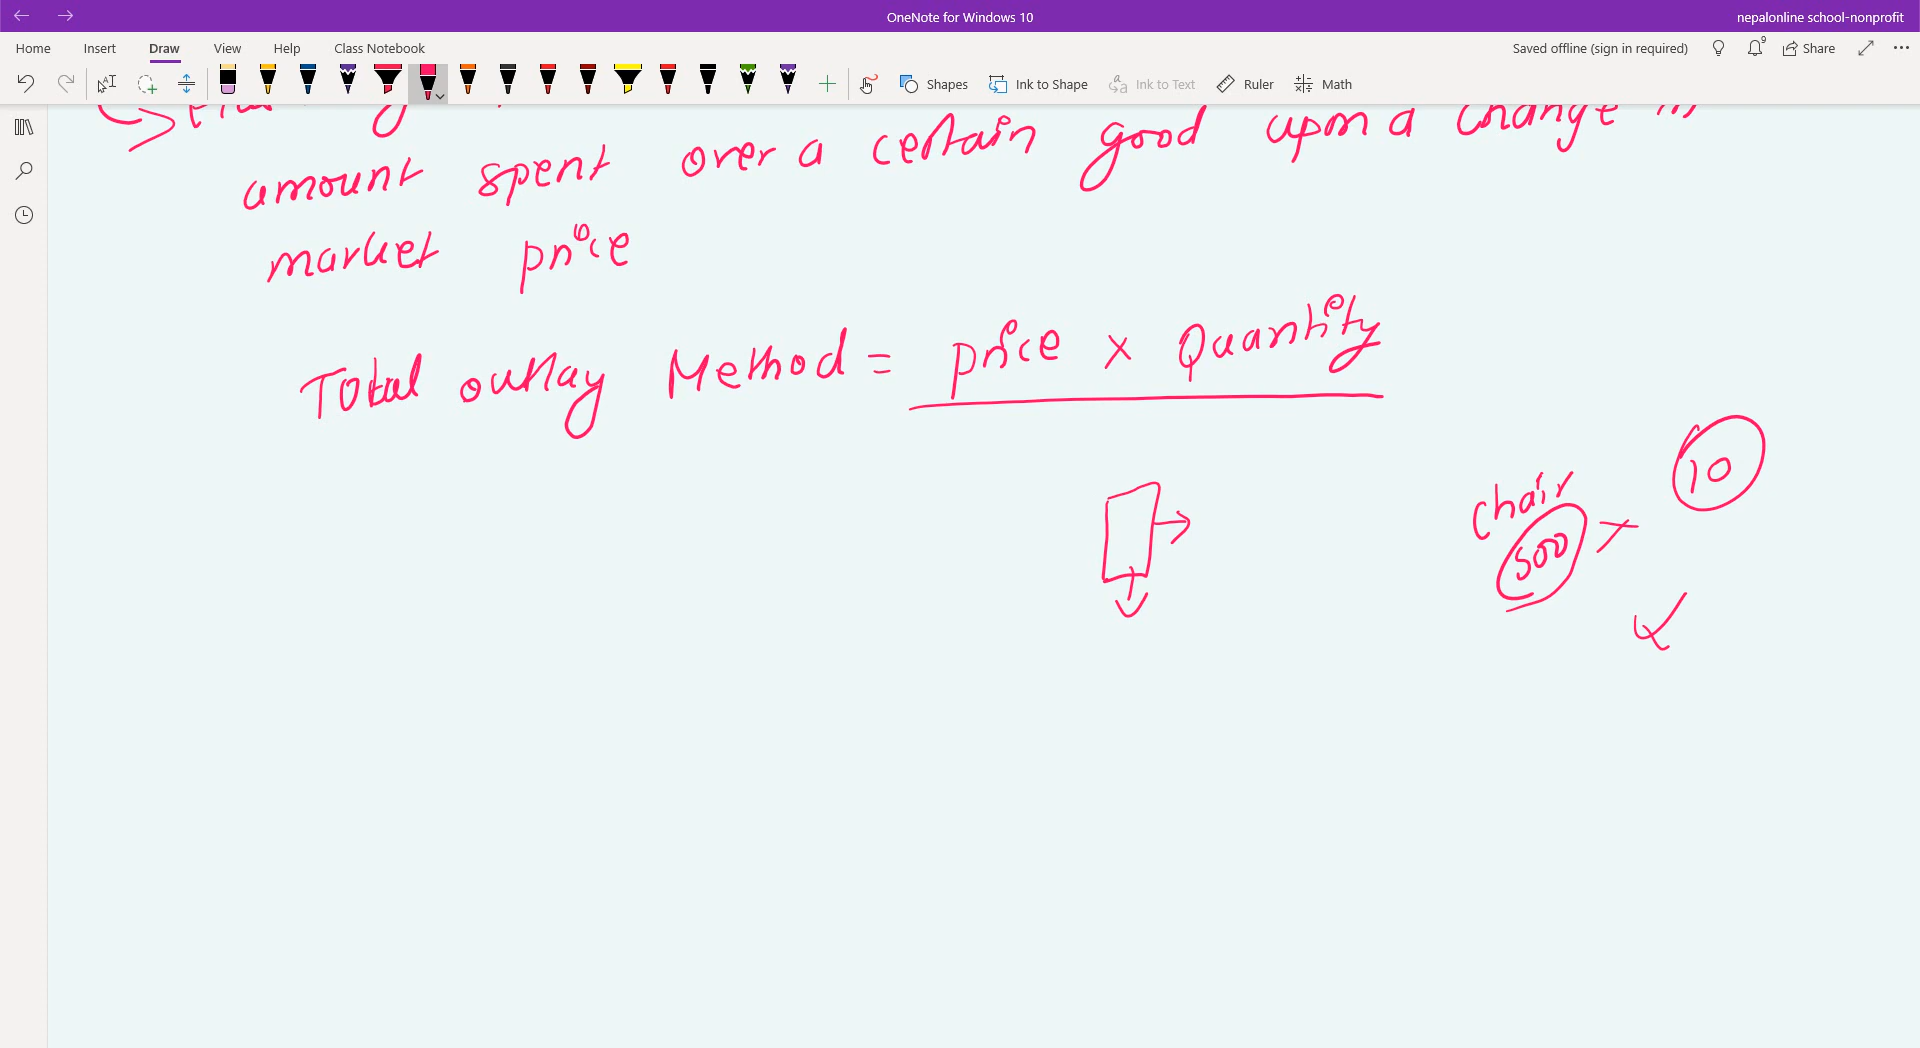 OneNote for Windows 10
nepalonline school-nonprofit
Home Insert Draw View Help Class Notebook
Saved offline (sign in required) 9 Share
Shapes Ink to Shape Ink to Text Ruler Math
over a certain good upon a change in
amount spent
market price
Total outlay Method = price x Quantity
10
chair
500 x